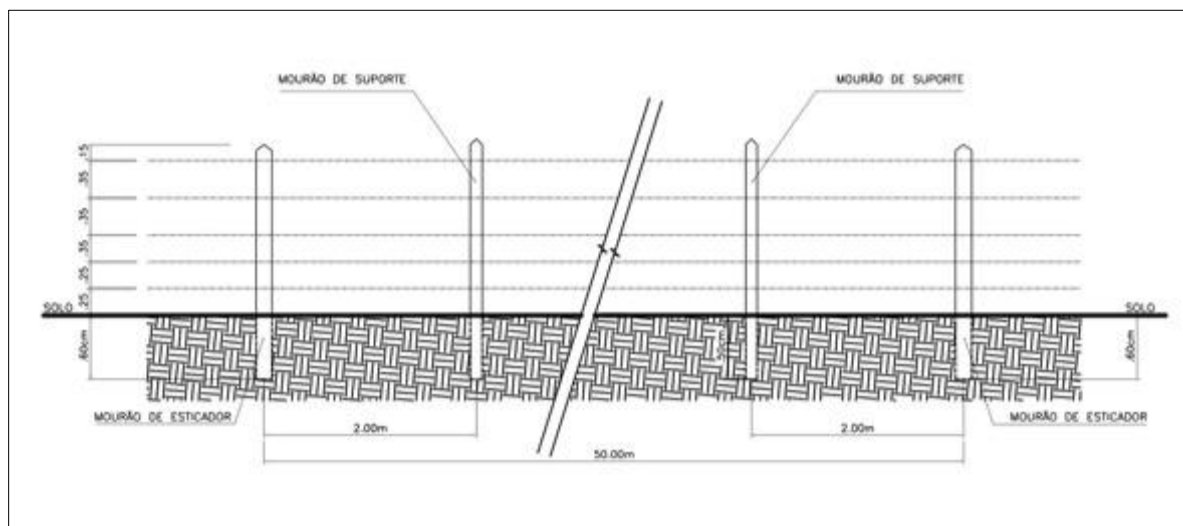 MOURÃO DE SUPORTE
MOURÃO DE SUPORTE
.15
.35
.35
.35
.25
.25
SOLO
SOLO
.60cm
.50cm
.60cm
MOURÃO DE ESTICADOR
MOURÃO DE ESTICADOR
2.00m
2.00m
50.00m